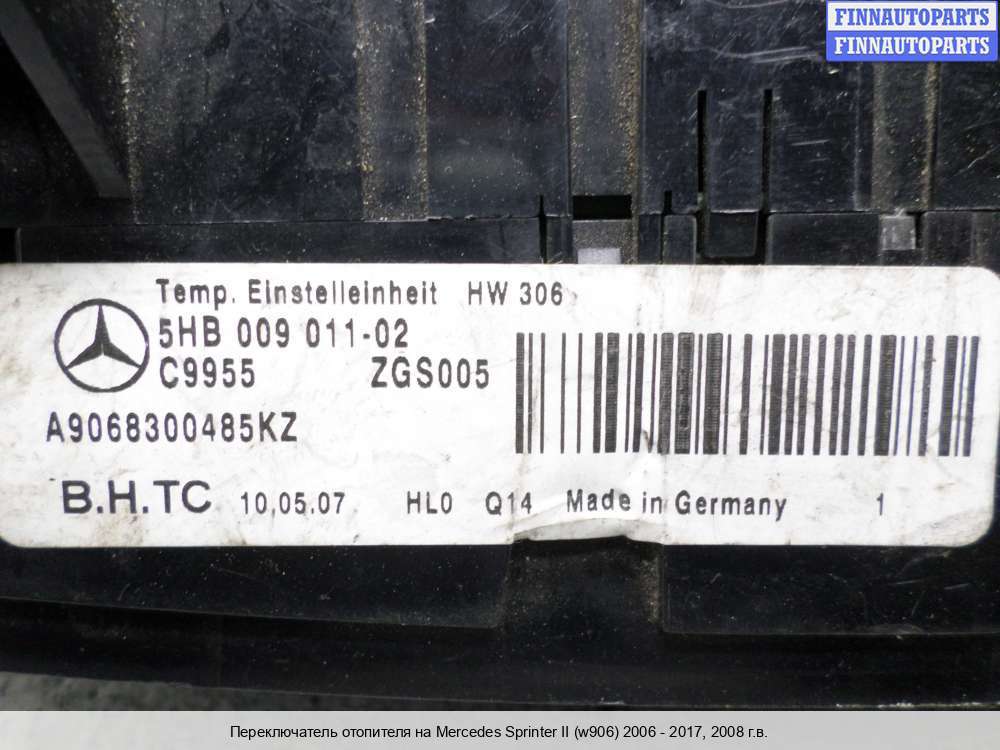 FINNAUTOPARTS
FINNAUTOPARTS
Temp. Einstelleinheit HW 306
5HB 009 011-02
C9955 ZGS005
A9068300485KZ
B.H.TC 10.05.07 HL0 Q14 Made in Germany 1
Переключатель отопителя на Mercedes Sprinter II (w906) 2006 - 2017, 2008 г.в.